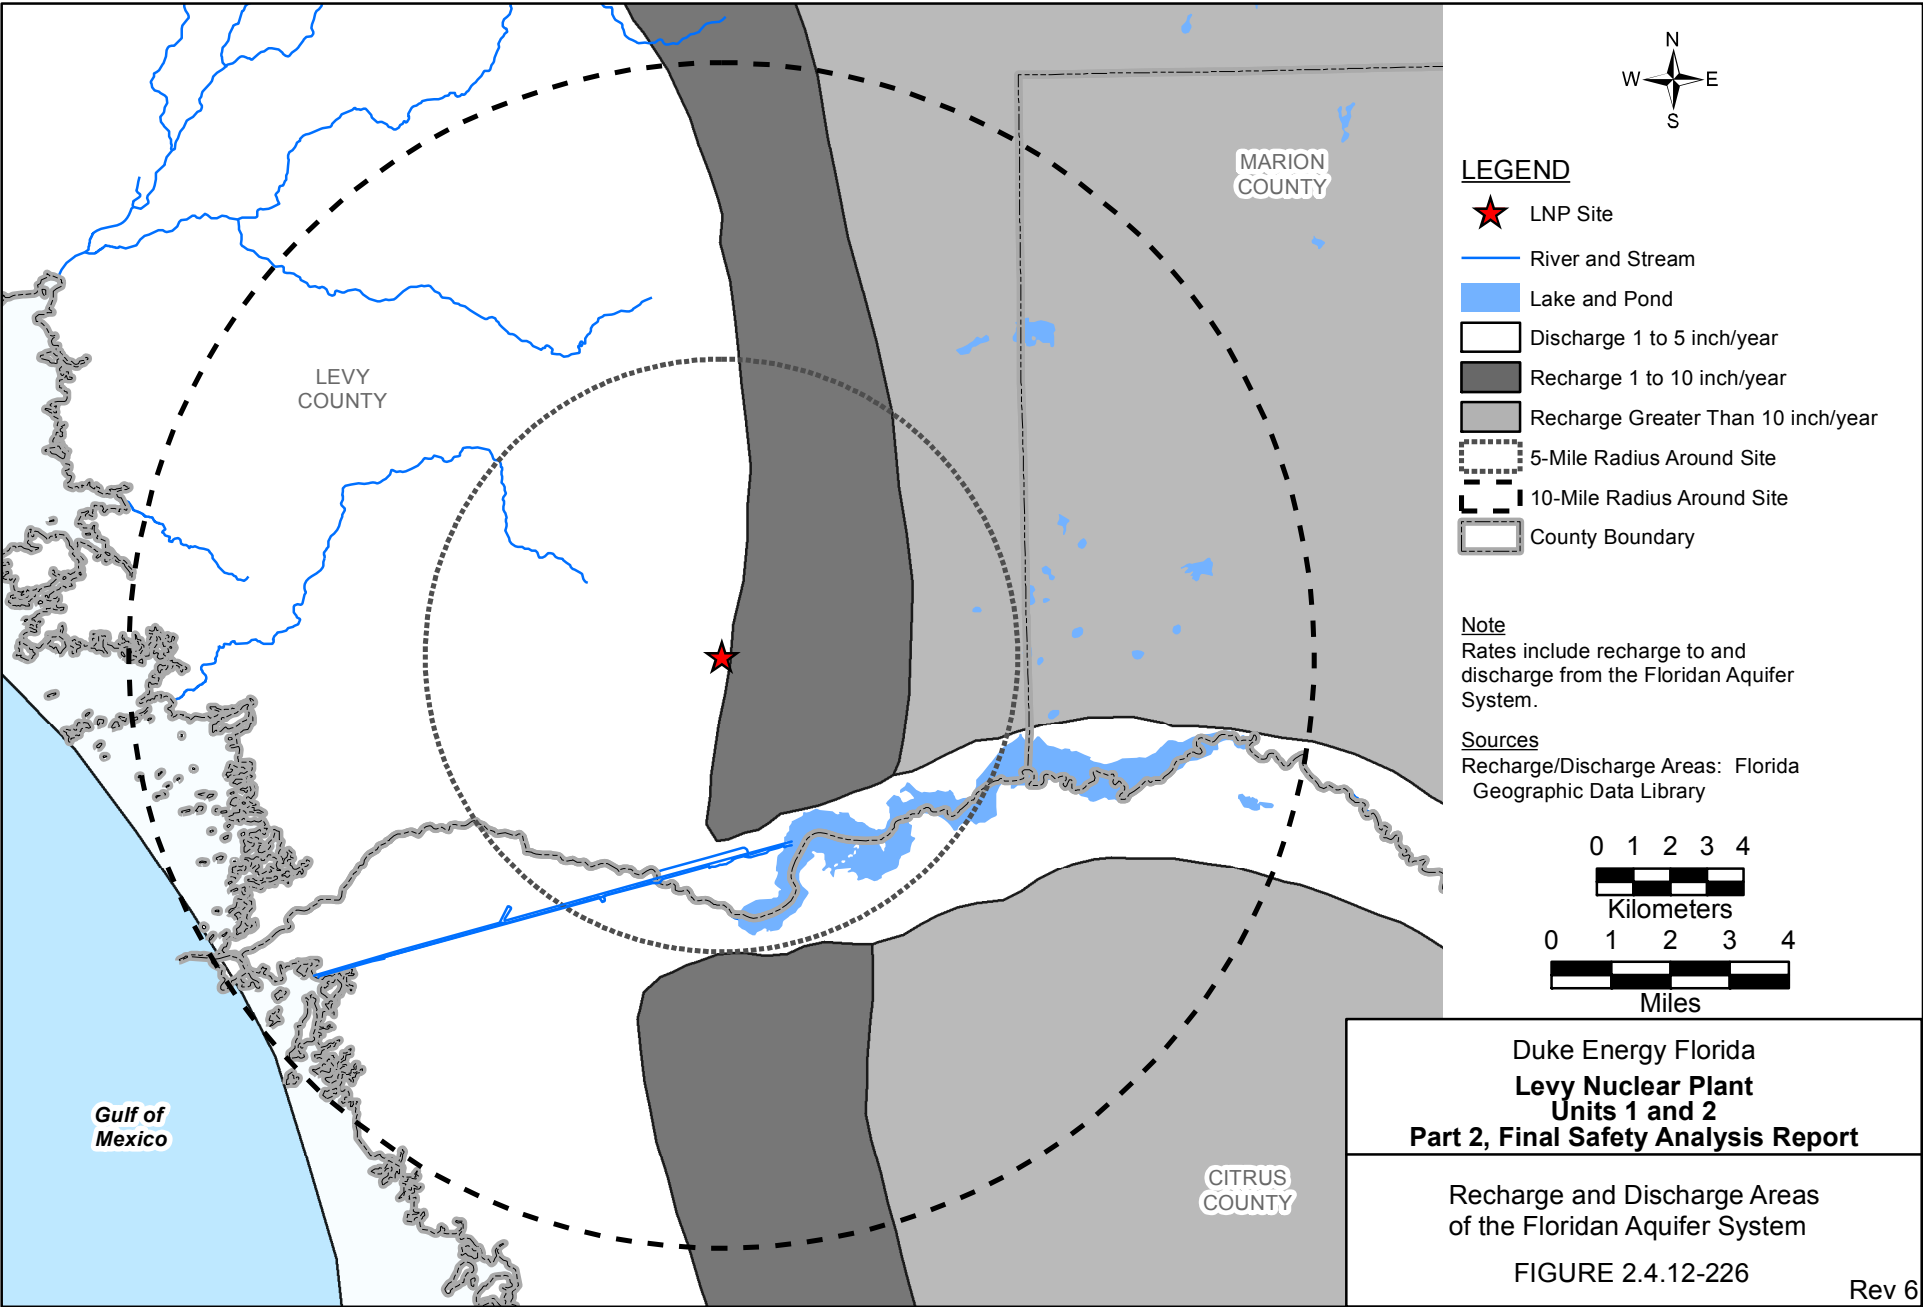 MARION
COUNTY
LEVY
COUNTY
Gulf of
Mexico
CITRUS
COUNTY
N
W E
S
LEGEND
LNP Site
River and Stream
Lake and Pond
Discharge 1 to 5 inch/year
Recharge 1 to 10 inch/year
Recharge Greater Than 10 inch/year
5-Mile Radius Around Site
10-Mile Radius Around Site
County Boundary
Note
Rates include recharge to and
discharge from the Floridan Aquifer
System.
Sources
Recharge/Discharge Areas: Florida
Geographic Data Library
0 1 2 3 4
Kilometers
0 1 2 3 4
Miles
Duke Energy Florida
Levy Nuclear Plant
Units 1 and 2
Part 2, Final Safety Analysis Report
Recharge and Discharge Areas
of the Floridan Aquifer System
FIGURE 2.4.12-226
Rev 6